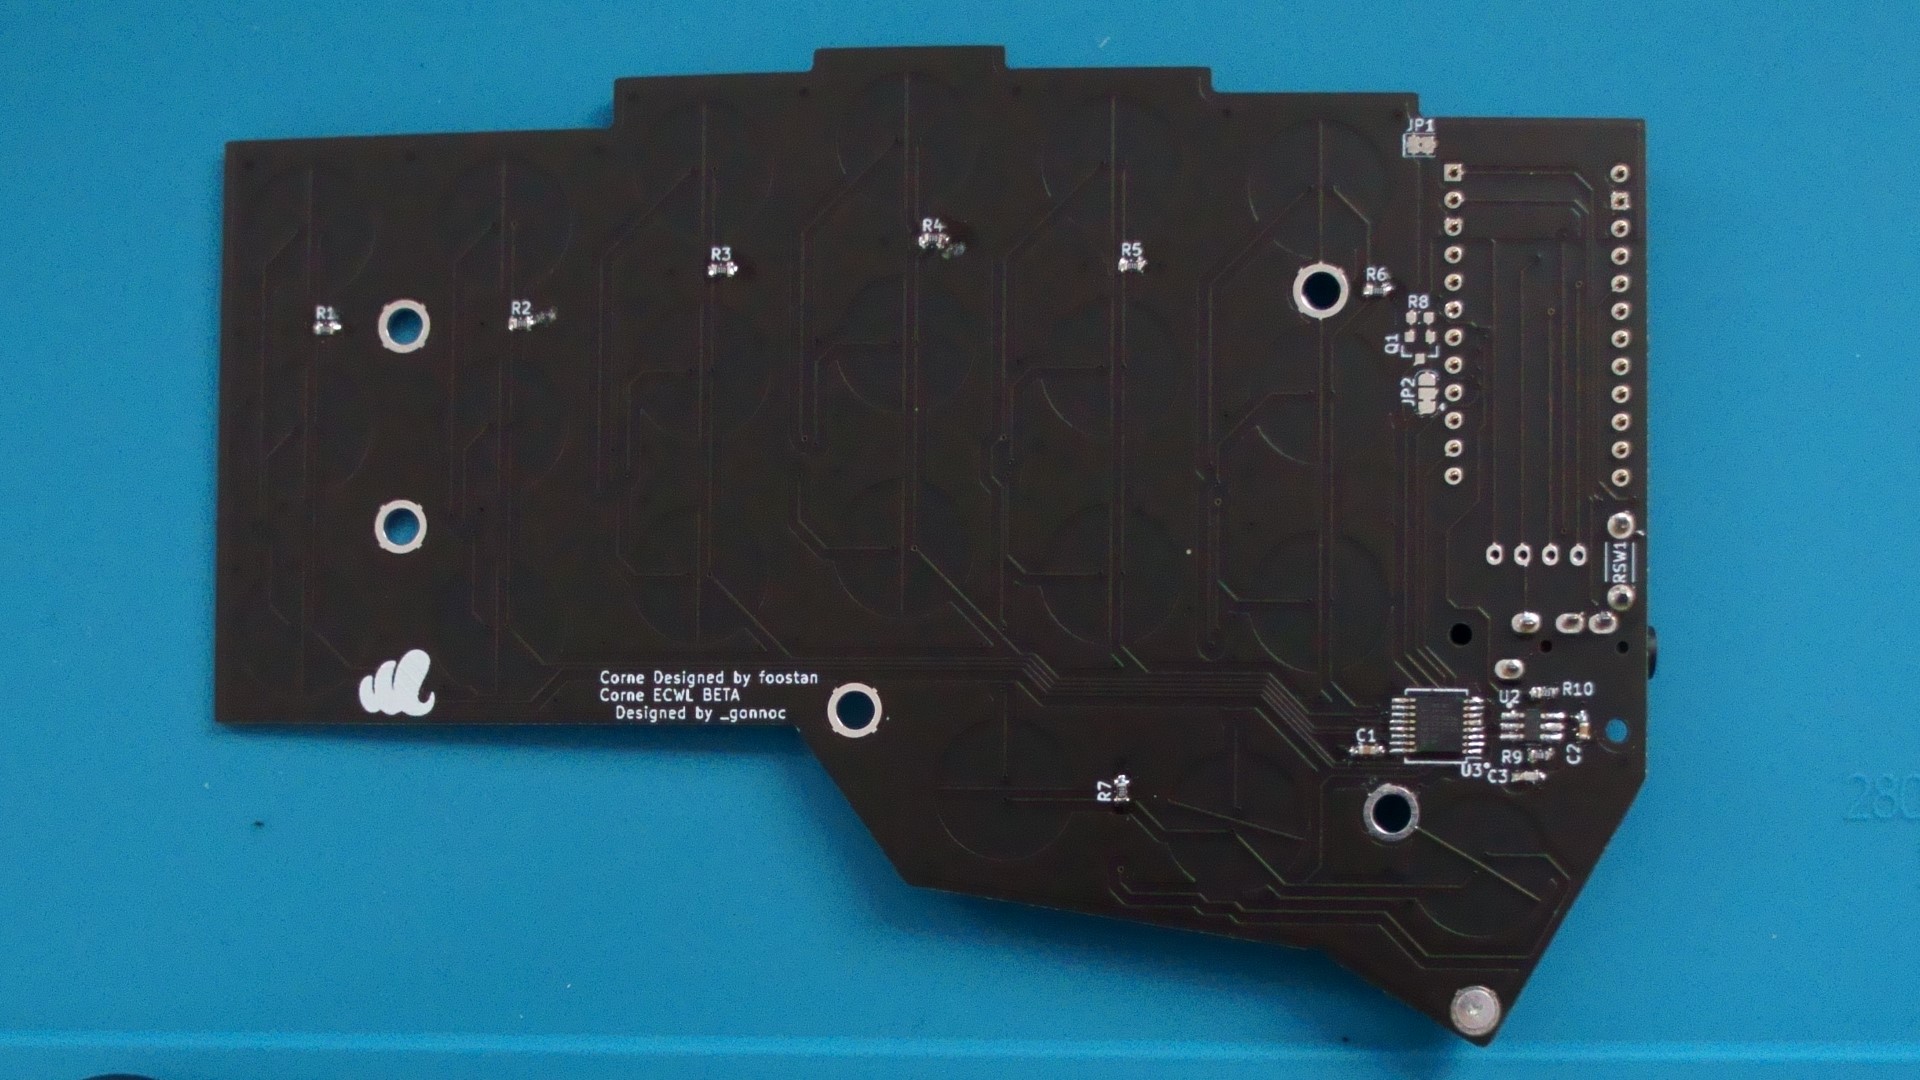 JP1
R4
R3
R5
R6
R1
R2
R8
Q1
JP2
RSW1
Corne Designed by foostan
Corne ECWL BETA
Designed by _gonnoc
U2
R10
C1
C2
R9
U3
C3
R7
280